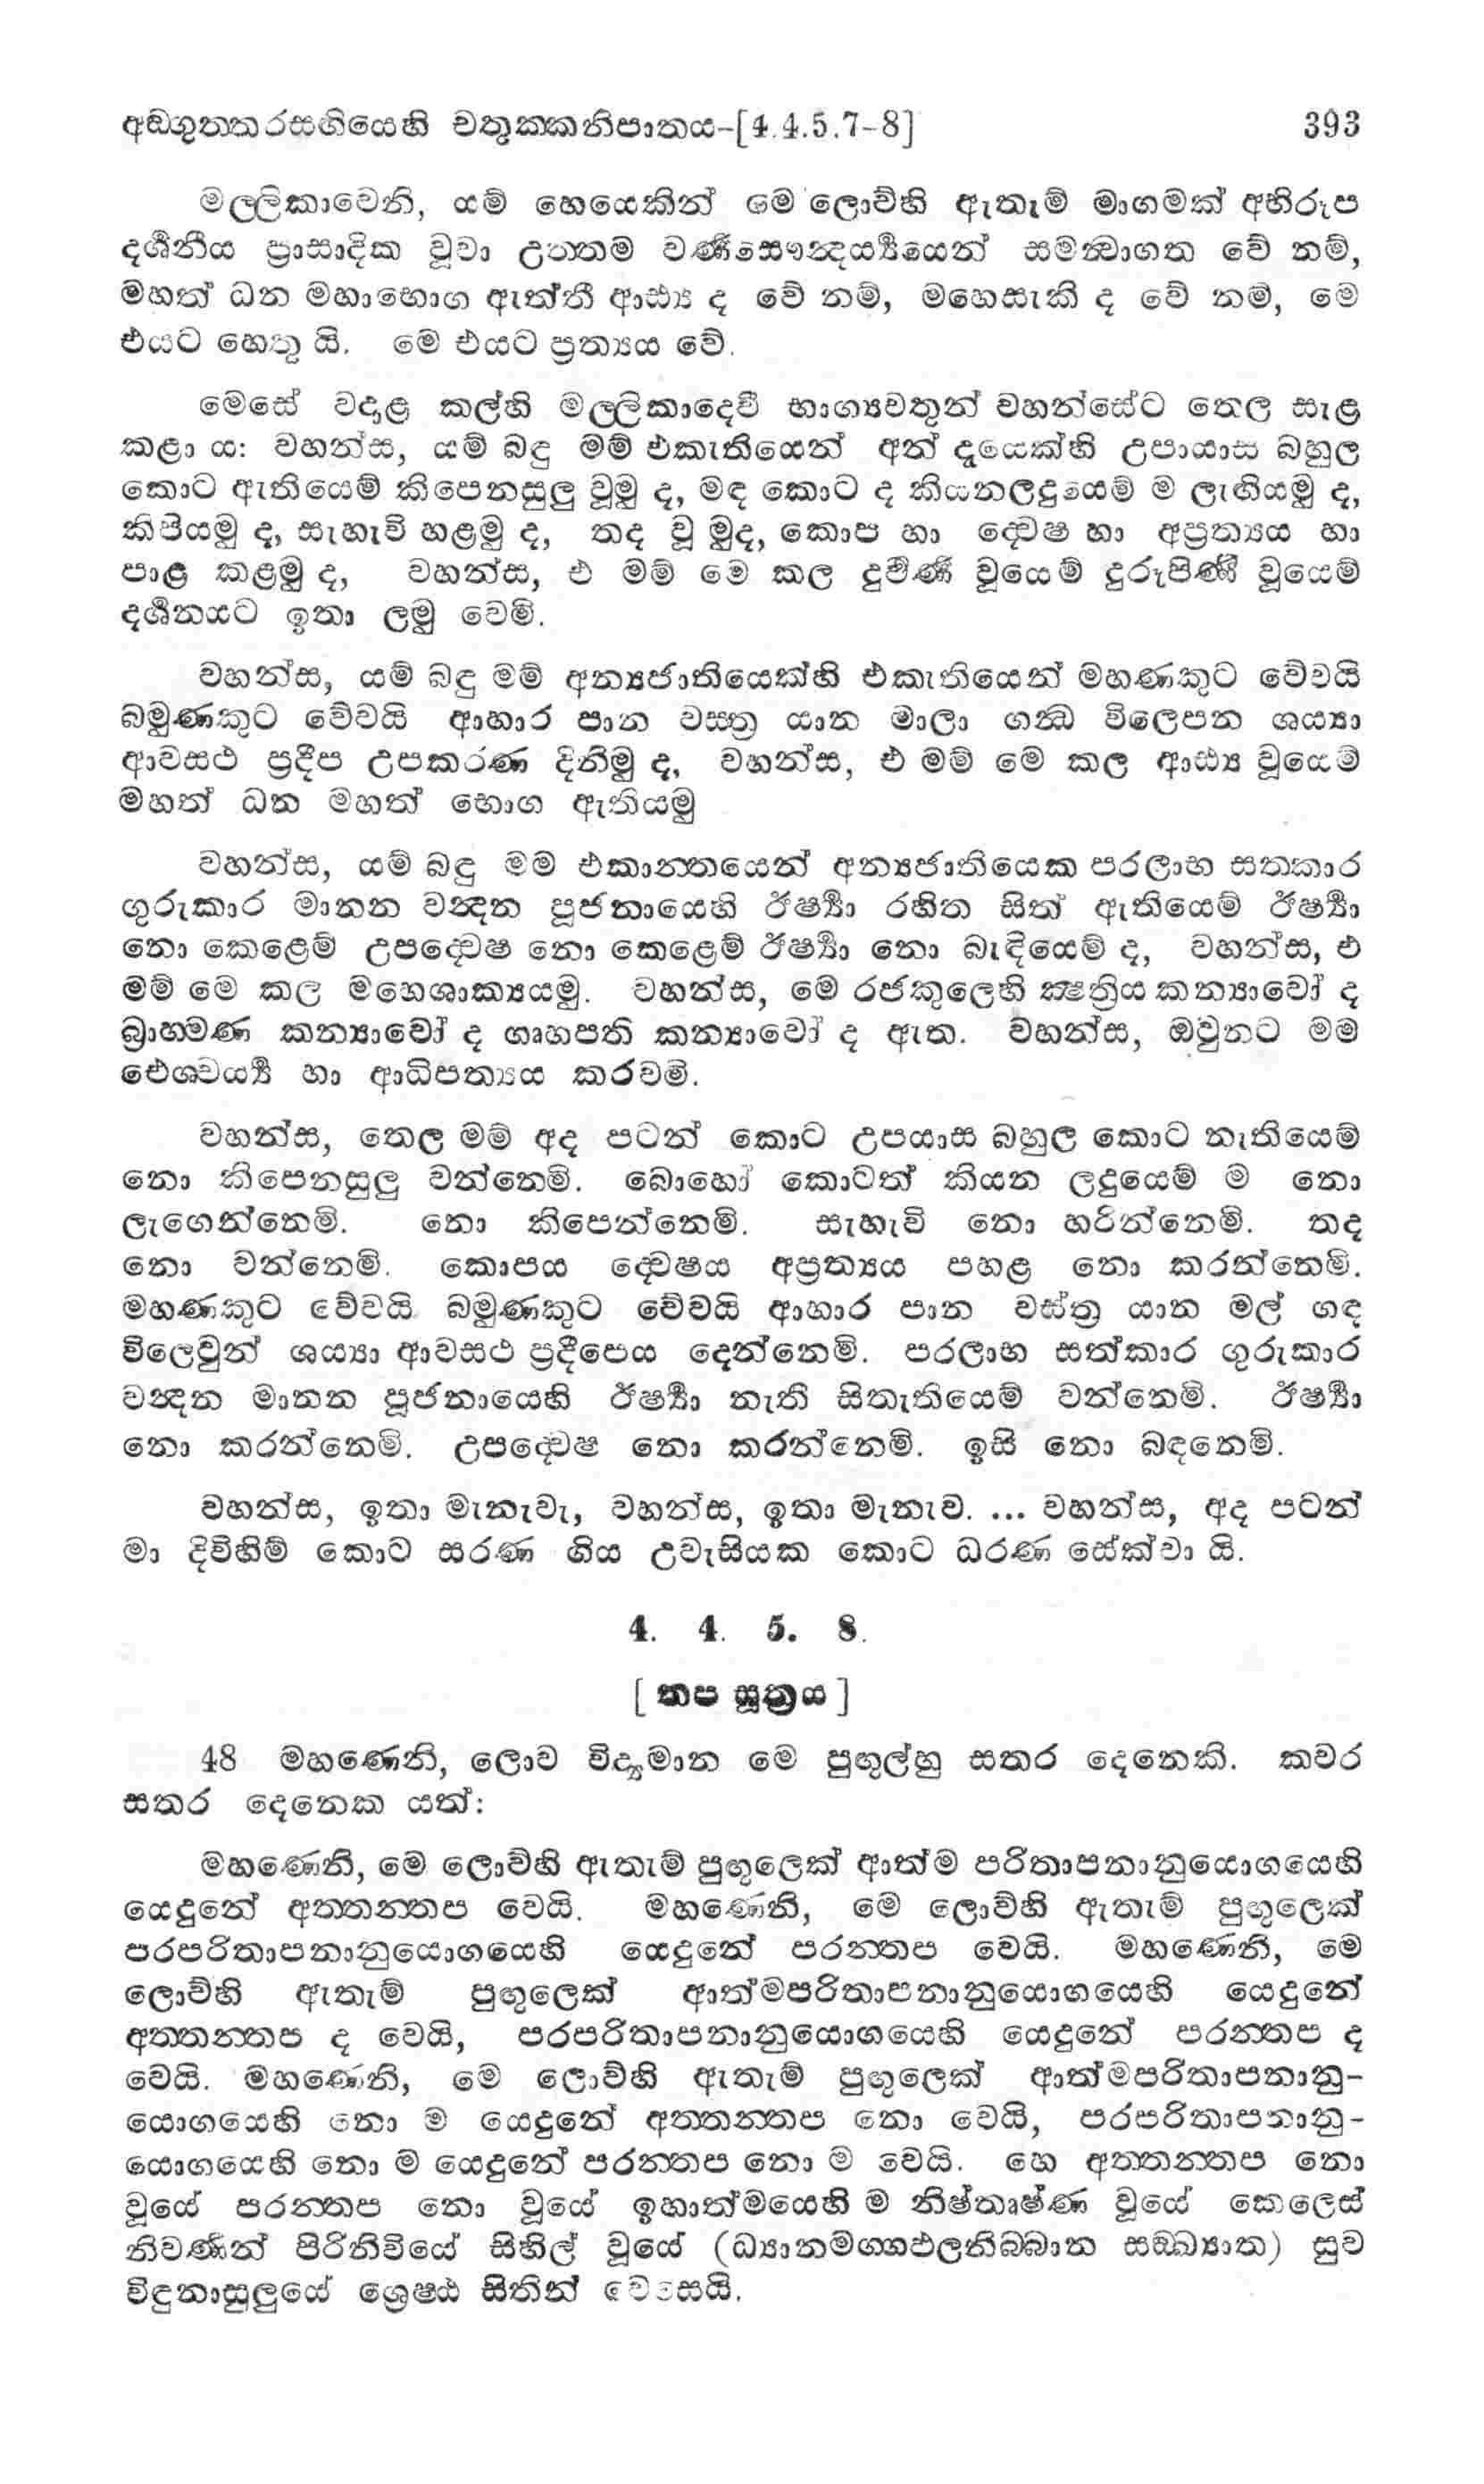 අඞ්ගුත්තරසඟියෙහි චතුක්කනිපාතය-[4.4.5.7-8] 393
මල්ලිකාවෙනි, යම් හෙයෙකින් මෙ ලොව්හි ඇතැම් මාගමක් අභිරූප
දර්ශනීය ප්‍රාසාදික වූවා උත්තම වර්ණසෞන්දර්‍ය්‍යයෙන් සමන්වාගත වේ නම්,
මහත් ධන මහාභොග ඇත්තී ආඪ්‍ය ද වේ නම්, මහෙසැකි ද වේ නම්, මෙ
එයට හෙතු යි. මෙ එයට ප්‍රත්‍යය වේ.
මෙසේ වදාළ කල්හි මල්ලිකාදෙවී භාග්‍යවතුන් වහන්සේට තෙල සැළ
කළා ය: වහන්ස, යම් බඳු මම් එකැතියෙන් අන් දෑයෙක්හි උපායාස බහුල
කොට ඇතියෙම් කිපෙනසුලු වූමු ද, මඳ කොට ද කියනලදුයෙම් ම ලැඟියමු ද,
කිපියමු ද, සැහැවි හළමු ද, තද වූ මුද, කොප හා ද්වේෂ හා අප්‍රත්‍යය හා
පාළ කළමු ද, වහන්ස, එ මම් මෙ කල දුර්වර්ණ වූයෙම් දුරූපිණී වූයෙම්
දර්ශනයට ඉතා ලමු වෙමි.
වහන්ස, යම් බඳු මම් අන්‍යජාතියෙක්හි එකැතියෙන් මහණකුට වේවයි
බමුණකුට වේවයි ආහාර පාන වස්ත්‍ර යාන මාලා ගන්ධ විලෙපන ශය්‍යා
ආවසථ ප්‍රදීප උපකරණ දිනිමු ද, වහන්ස, එ මම් මෙ කල ආඪ්‍ය වූයෙම්
මහත් ධන මහත් භොග ඇතියමු
වහන්ස, යම් බඳු මම එකාන්තයෙන් අන්‍යජාතියෙක පරලාභ සත්කාර
ගුරුකාර මානන වන්දන පූජනායෙහි ඊර්ෂ්‍යා රහිත සිත් ඇතියෙම් ඊර්ෂ්‍යා
නො කෙළෙම් උපද්වේෂ නො කෙළෙම් ඊර්ෂ්‍යා නො බැඳියෙම් ද, වහන්ස, එ
මම් මෙ කල මහෙශාක්‍යයමු. වහන්ස, මෙ රජකුලෙහි ක්‍ෂත්‍රිය කන්‍යාවෝ ද
බ්‍රාහ්මණ කන්‍යාවෝ ද ගෘහපති කන්‍යාවෝ ද ඇත. වහන්ස, ඔවුනට මම
ඓශ්වර්‍ය්‍ය හා ආධිපත්‍යය කරවමි.
වහන්ස, තෙල මම් අද පටන් කොට උපයාස බහුල කොට නැතියෙම්
නො කිපෙනසුලු වන්නෙමි. බොහෝ කොටත් කියන ලදුයෙම් ම නො
ලැගෙන්නෙමි. නො කිපෙන්නෙමි. සැහැවි නො හරින්නෙමි. තද
නො වන්නෙමි. කොපය ද්වේෂය අප්‍රත්‍යය පහළ නො කරන්නෙමි.
මහණකුට වේවයි බමුණකුට වේවයි ආහාර පාන වස්ත්‍ර යාන මල් ගඳ
විලෙවුන් ශය්‍යා ආවසථ ප්‍රදීපෙය දෙන්නෙමි. පරලාභ සත්කාර ගුරුකාර
වන්දන මානන පූජනායෙහි ඊර්ෂ්‍යා නැති සිතැතියෙම් වන්නෙමි. ඊර්ෂ්‍යා
නො කරන්නෙමි. උපද්වේෂ නො කරන්නෙමි. ඉසි නො බඳනෙමි.
වහන්ස, ඉතා මැනැවැ, වහන්ස, ඉතා මැනැව. ... වහන්ස, අද පටන්
මා දිවිහිම් කොට සරණ ගිය උවැසියක කොට ධරණ සේක්වා යි.
4. 4. 5. 8.
[ තප සූත්‍රය ]
48 මහණෙනි, ලොව විද්‍යමාන මෙ පුඟුල්හු සතර දෙනෙකි. කවර
සතර දෙනෙක යත්:
මහණෙනි, මෙ ලොව්හි ඇතැම් පුඟුලෙක් ආත්ම පරිතාපනානුයොගයෙහි
යෙදුනේ අත්තන්තප වෙයි. මහණෙනි, මෙ ලොව්හි ඇතැම් පුඟුලෙක්
පරපරිතාපනානුයොගයෙහි යෙදුනේ පරන්තප වෙයි. මහණෙනි, මෙ
ලොව්හි ඇතැම් පුඟුලෙක් ආත්මපරිතාපනානුයොගයෙහි යෙදුනේ
අත්තන්තප ද වෙයි, පරපරිතාපනානුයොගයෙහි යෙදුනේ පරන්තප ද
වෙයි. මහණෙනි, මෙ ලොව්හි ඇතැම් පුඟුලෙක් ආත්මපරිතාපනානු-
යොගයෙහි නො ම යෙදුනේ අත්තන්තප නො වෙයි, පරපරිතාපනානු-
යොගයෙහි නො ම යෙදුනේ පරන්තප නො ම වෙයි. හෙ අත්තන්තප නො
වූයේ පරන්තප නො වූයේ ඉහාත්මයෙහි ම නිෂ්තෘෂ්ණ වූයේ කෙලෙස්
නිවණින් පිරිනිවියේ සිහිල් වූයේ (ධ්‍යානමග්ගඵලනිබ්බාන සඞ්ඛ්‍යාත) සුව
විඳුනාසුලුයේ ශ්‍රේෂ්ඨ සිතින් වෙසෙයි.